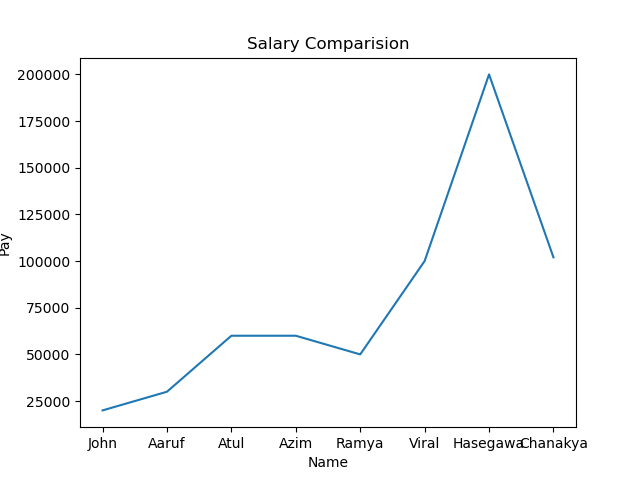 Salary Comparision
200000
175000
150000
125000
100000
75000
50000
25000
Pay
John Aaruf Atul Azim Ramya Viral Hasegawa Chanakya
Name